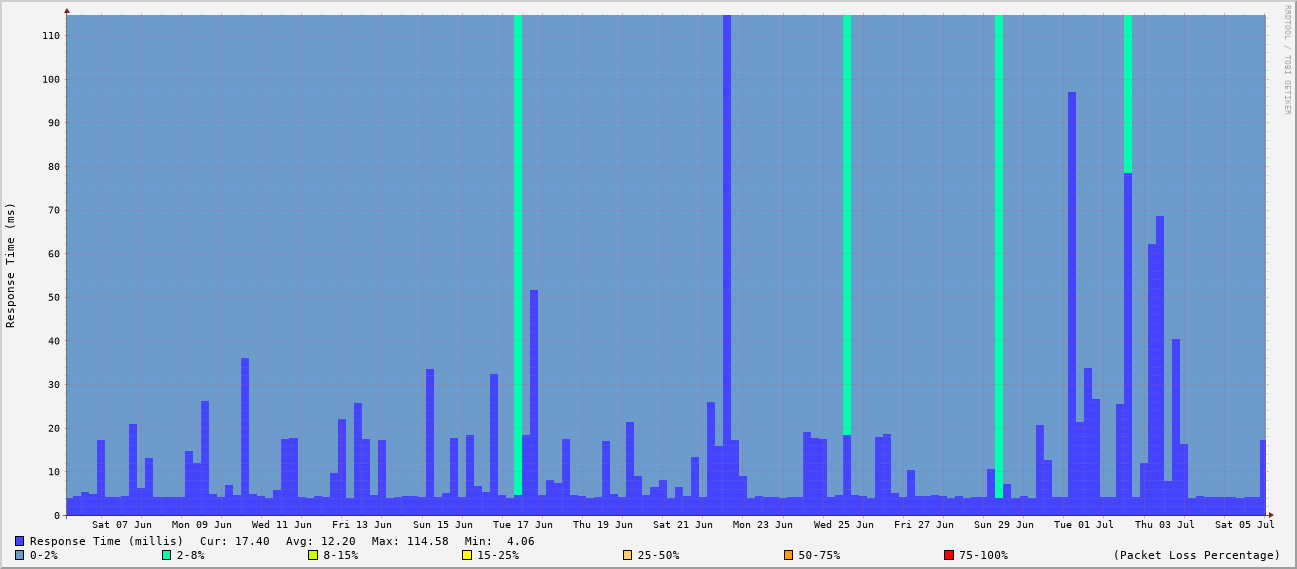 RRDTOOL / TOBI OETIKER
Response Time (ms)
110
100
90
80
70
60
50
40
30
20
10
0
Sat 07 Jun Mon 09 Jun Wed 11 Jun Fri 13 Jun Sun 15 Jun Tue 17 Jun Thu 19 Jun Sat 21 Jun Mon 23 Jun Wed 25 Jun Fri 27 Jun Sun 29 Jun Tue 01 Jul Thu 03 Jul Sat 05 Jul
Response Time (millis) Cur: 17.40 Avg: 12.20 Max: 114.58 Min: 4.06
0-2% 2-8% 8-15% 15-25% 25-50% 50-75% 75-100% (Packet Loss Percentage)